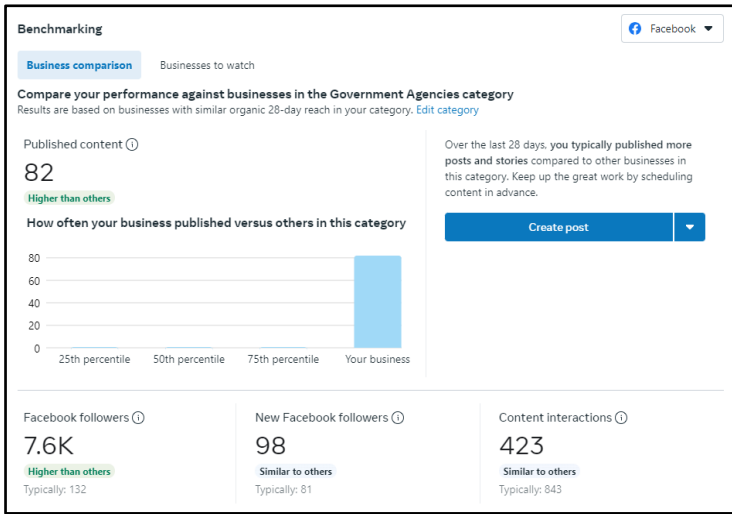 Benchmarking
Facebook
Business comparison
Businesses to watch
Compare your performance against businesses in the Government Agencies category
Results are based on businesses with similar organic 28-day reach in your category. Edit category
Published content
82
Higher than others
How often your business published versus others in this category
80
60
40
20
0
25th percentile
50th percentile
75th percentile
Your business
Over the last 28 days, you typically published more
posts and stories compared to other businesses in
this category. Keep up the great work by scheduling
content in advance.
Create post
Facebook followers
7.6K
Higher than others
Typically: 132
New Facebook followers
98
Similar to others
Typically: 81
Content interactions
423
Similar to others
Typically: 843